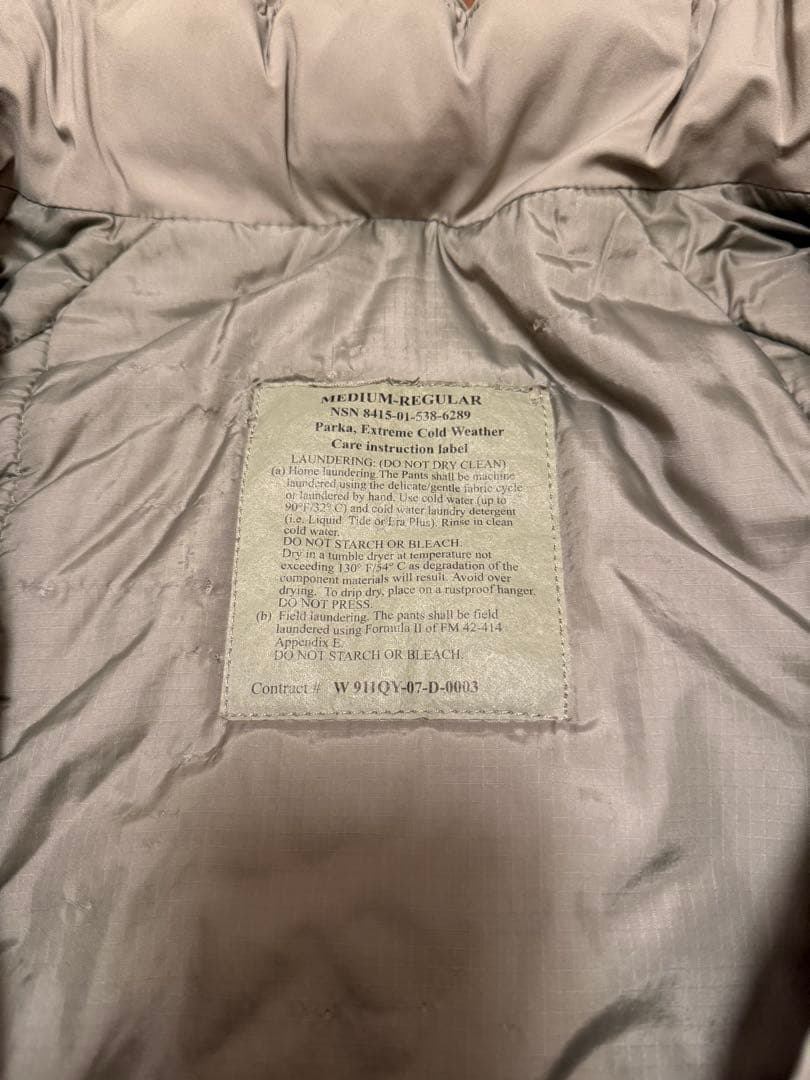 MEDIUM-REGULAR
NSN 8415-01-538-6289
Parka, Extreme Cold Weather
Care instruction label
LAUNDERING: (DO NOT DRY CLEAN)
(a) Home laundering. The Pants shall be machine
laundered using the delicate/gentle fabric cycle
or laundered by hand. Use cold water (up to
90°F/32° C) and cold water laundry detergent
(i.e. Liquid Tide or Era Plus). Rinse in clean
cold water.
DO NOT STARCH OR BLEACH.
Dry in a tumble dryer at temperature not
exceeding 130° F/54° C as degradation of the
component materials will result. Avoid over
drying. To drip dry, place on a rustproof hanger.
DO NOT PRESS.
(b) Field laundering. The pants shall be field
laundered using Formula II of FM 42-414
Appendix E.
DO NOT STARCH OR BLEACH.
Contract # W911QY-07-D-0003